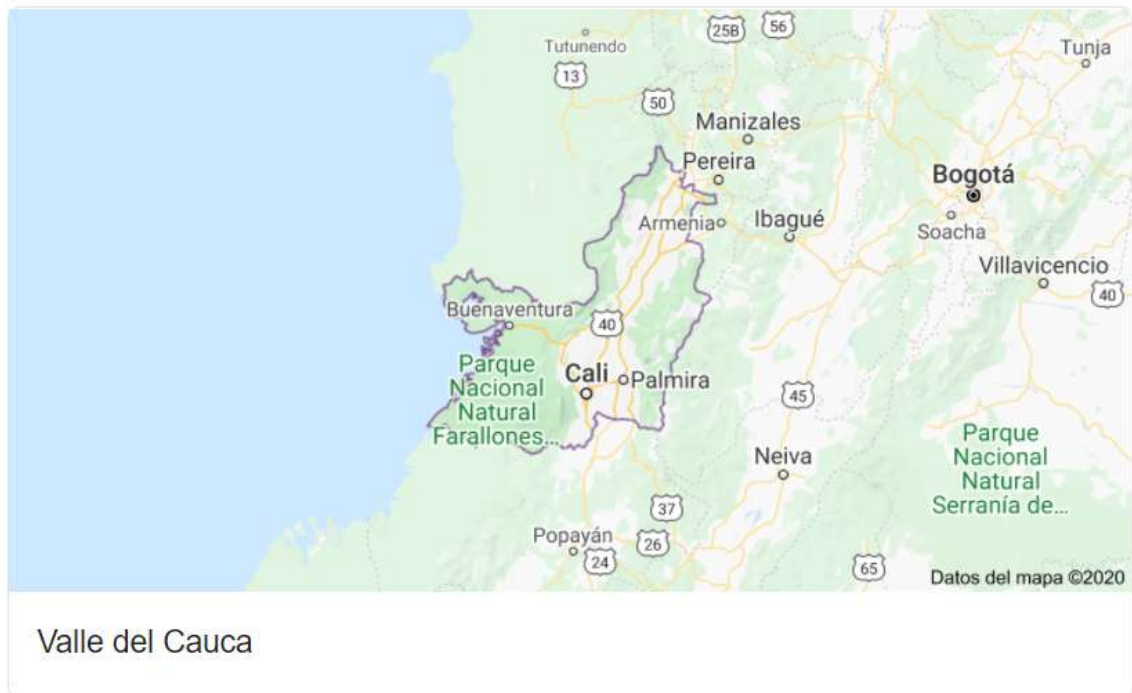 25B
56
Tutunendo
Tunja
13
50
Manizales
Pereira
Bogotá
Armenia
Ibagué
Soacha
Villavicencio
40
Buenaventura
40
Parque
Nacional
Natural
Farallones...
Cali
Palmira
45
Neiva
Parque
Nacional
Natural
Serranía de...
37
Popayán
26
24
65
Datos del mapa ©2020
Valle del Cauca